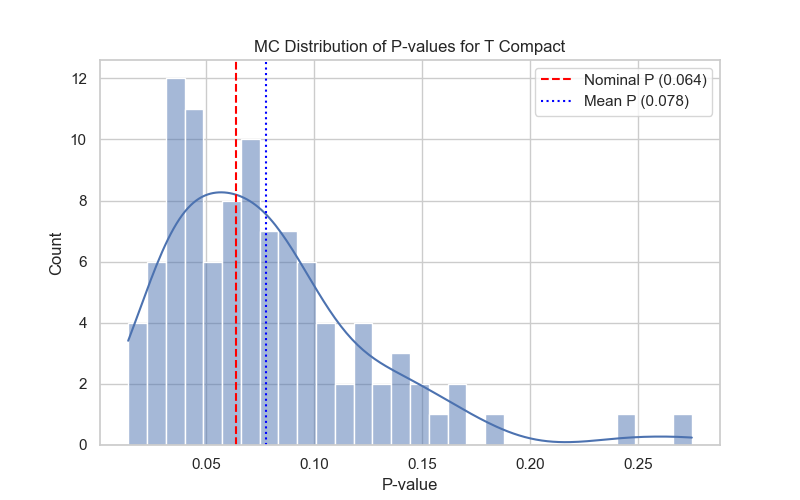 MC Distribution of P-values for T Compact
Nominal P (0.064)
Mean P (0.078)
12
10
8
6
4
2
0
Count
0.05 0.10 0.15 0.20 0.25
P-value